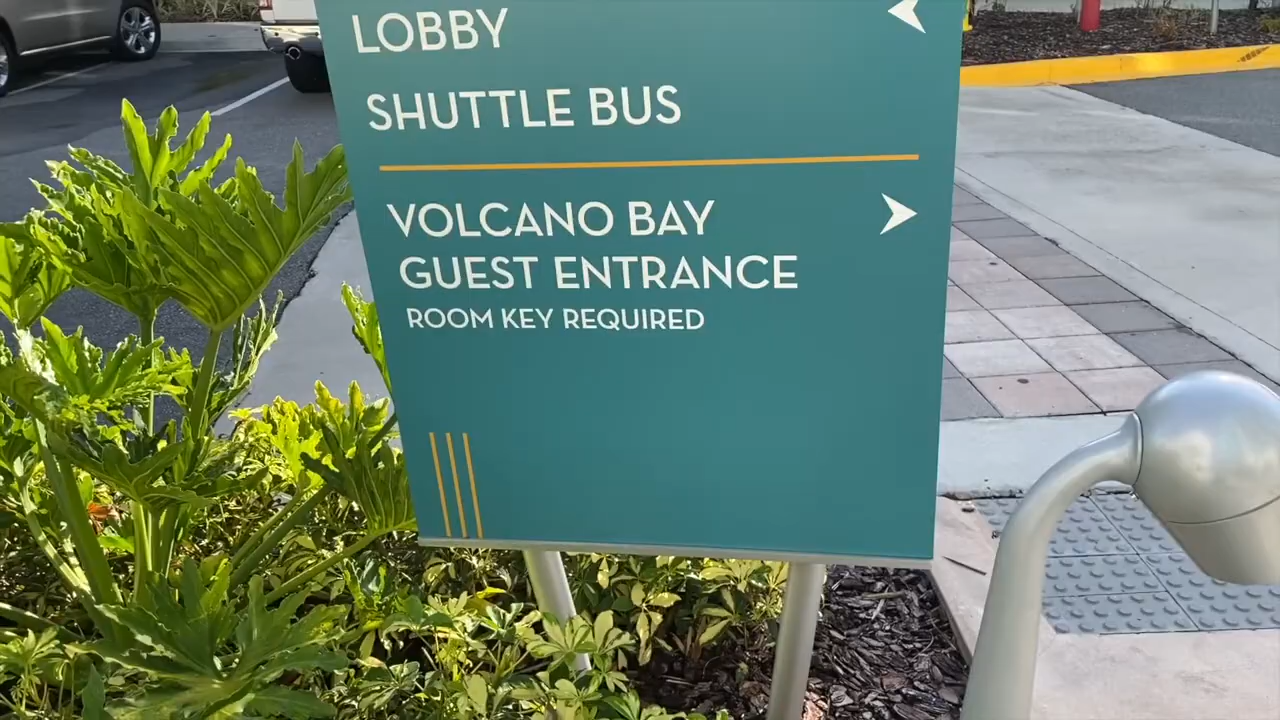 LOBBY
SHUTTLE BUS
VOLCANO BAY
GUEST ENTRANCE
ROOM KEY REQUIRED